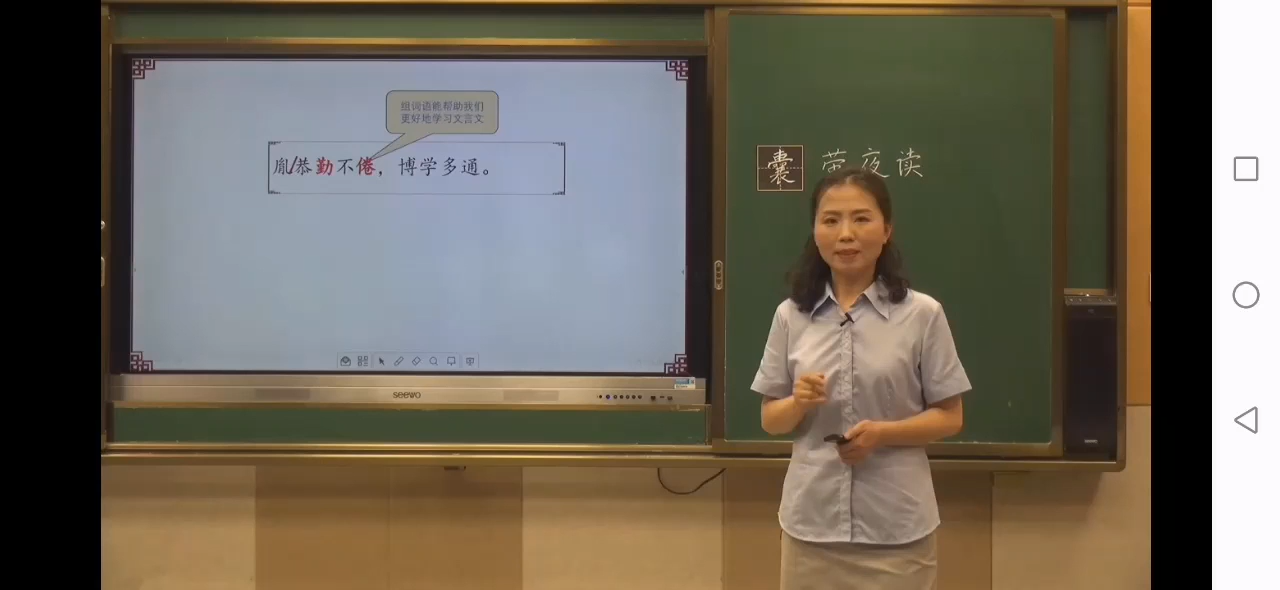 组词语能帮助我们
更好地学习文言文
胤/恭勤不倦，博学多通。
囊萤夜读
seewo